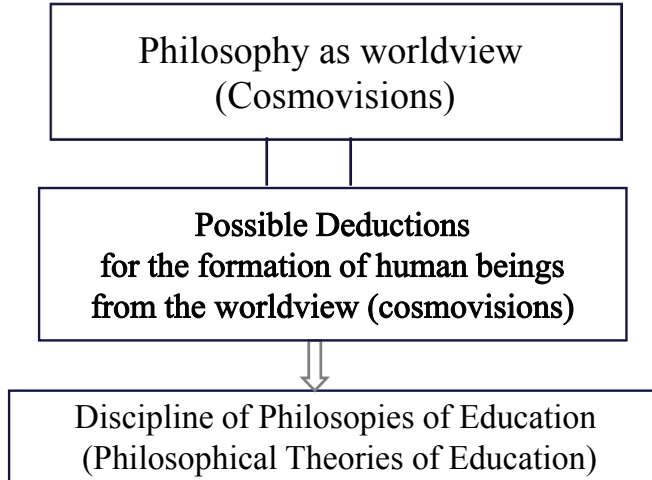 Philosophy as worldview
(Cosmovisions)
Possible Deductions
for the formation of human beings
from the worldview (cosmovisions)
Discipline of Philosopies of Education
(Philosophical Theories of Education)